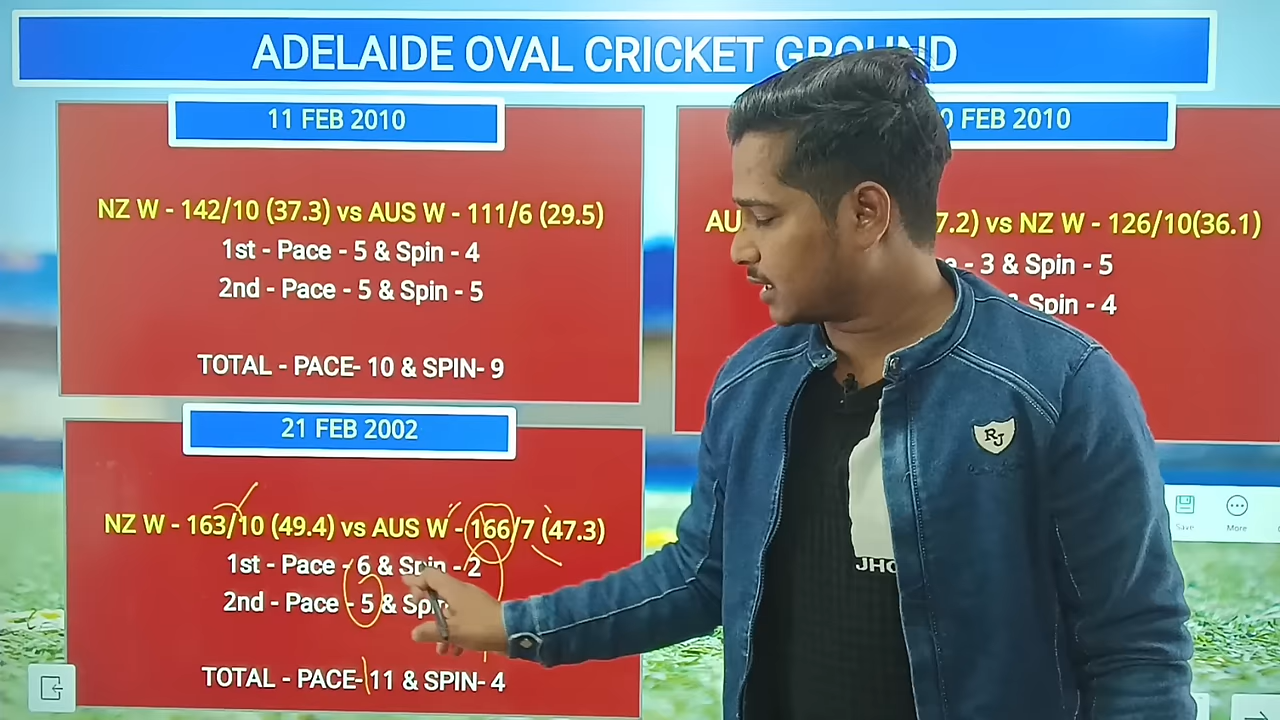 ADELAIDE OVAL CRICKET GROUND
11 FEB 2010
NZ W - 142/10 (37.3) vs AUS W - 111/6 (29.5)
1st - Pace - 5 & Spin - 4
2nd - Pace - 5 & Spin - 5
TOTAL - PACE- 10 & SPIN- 9
FEB 2010
vs NZ W - 126/10(36.1)
- 3 & Spin - 5
Spin - 4
21 FEB 2002
NZ W - 163/10 (49.4) vs AUS W - 166/7 (47.3)
1st - Pace - 6 & Spin - 2
2nd - Pace - 5 &
TOTAL - PACE- 11 & SPIN- 4
RJ
Save
More